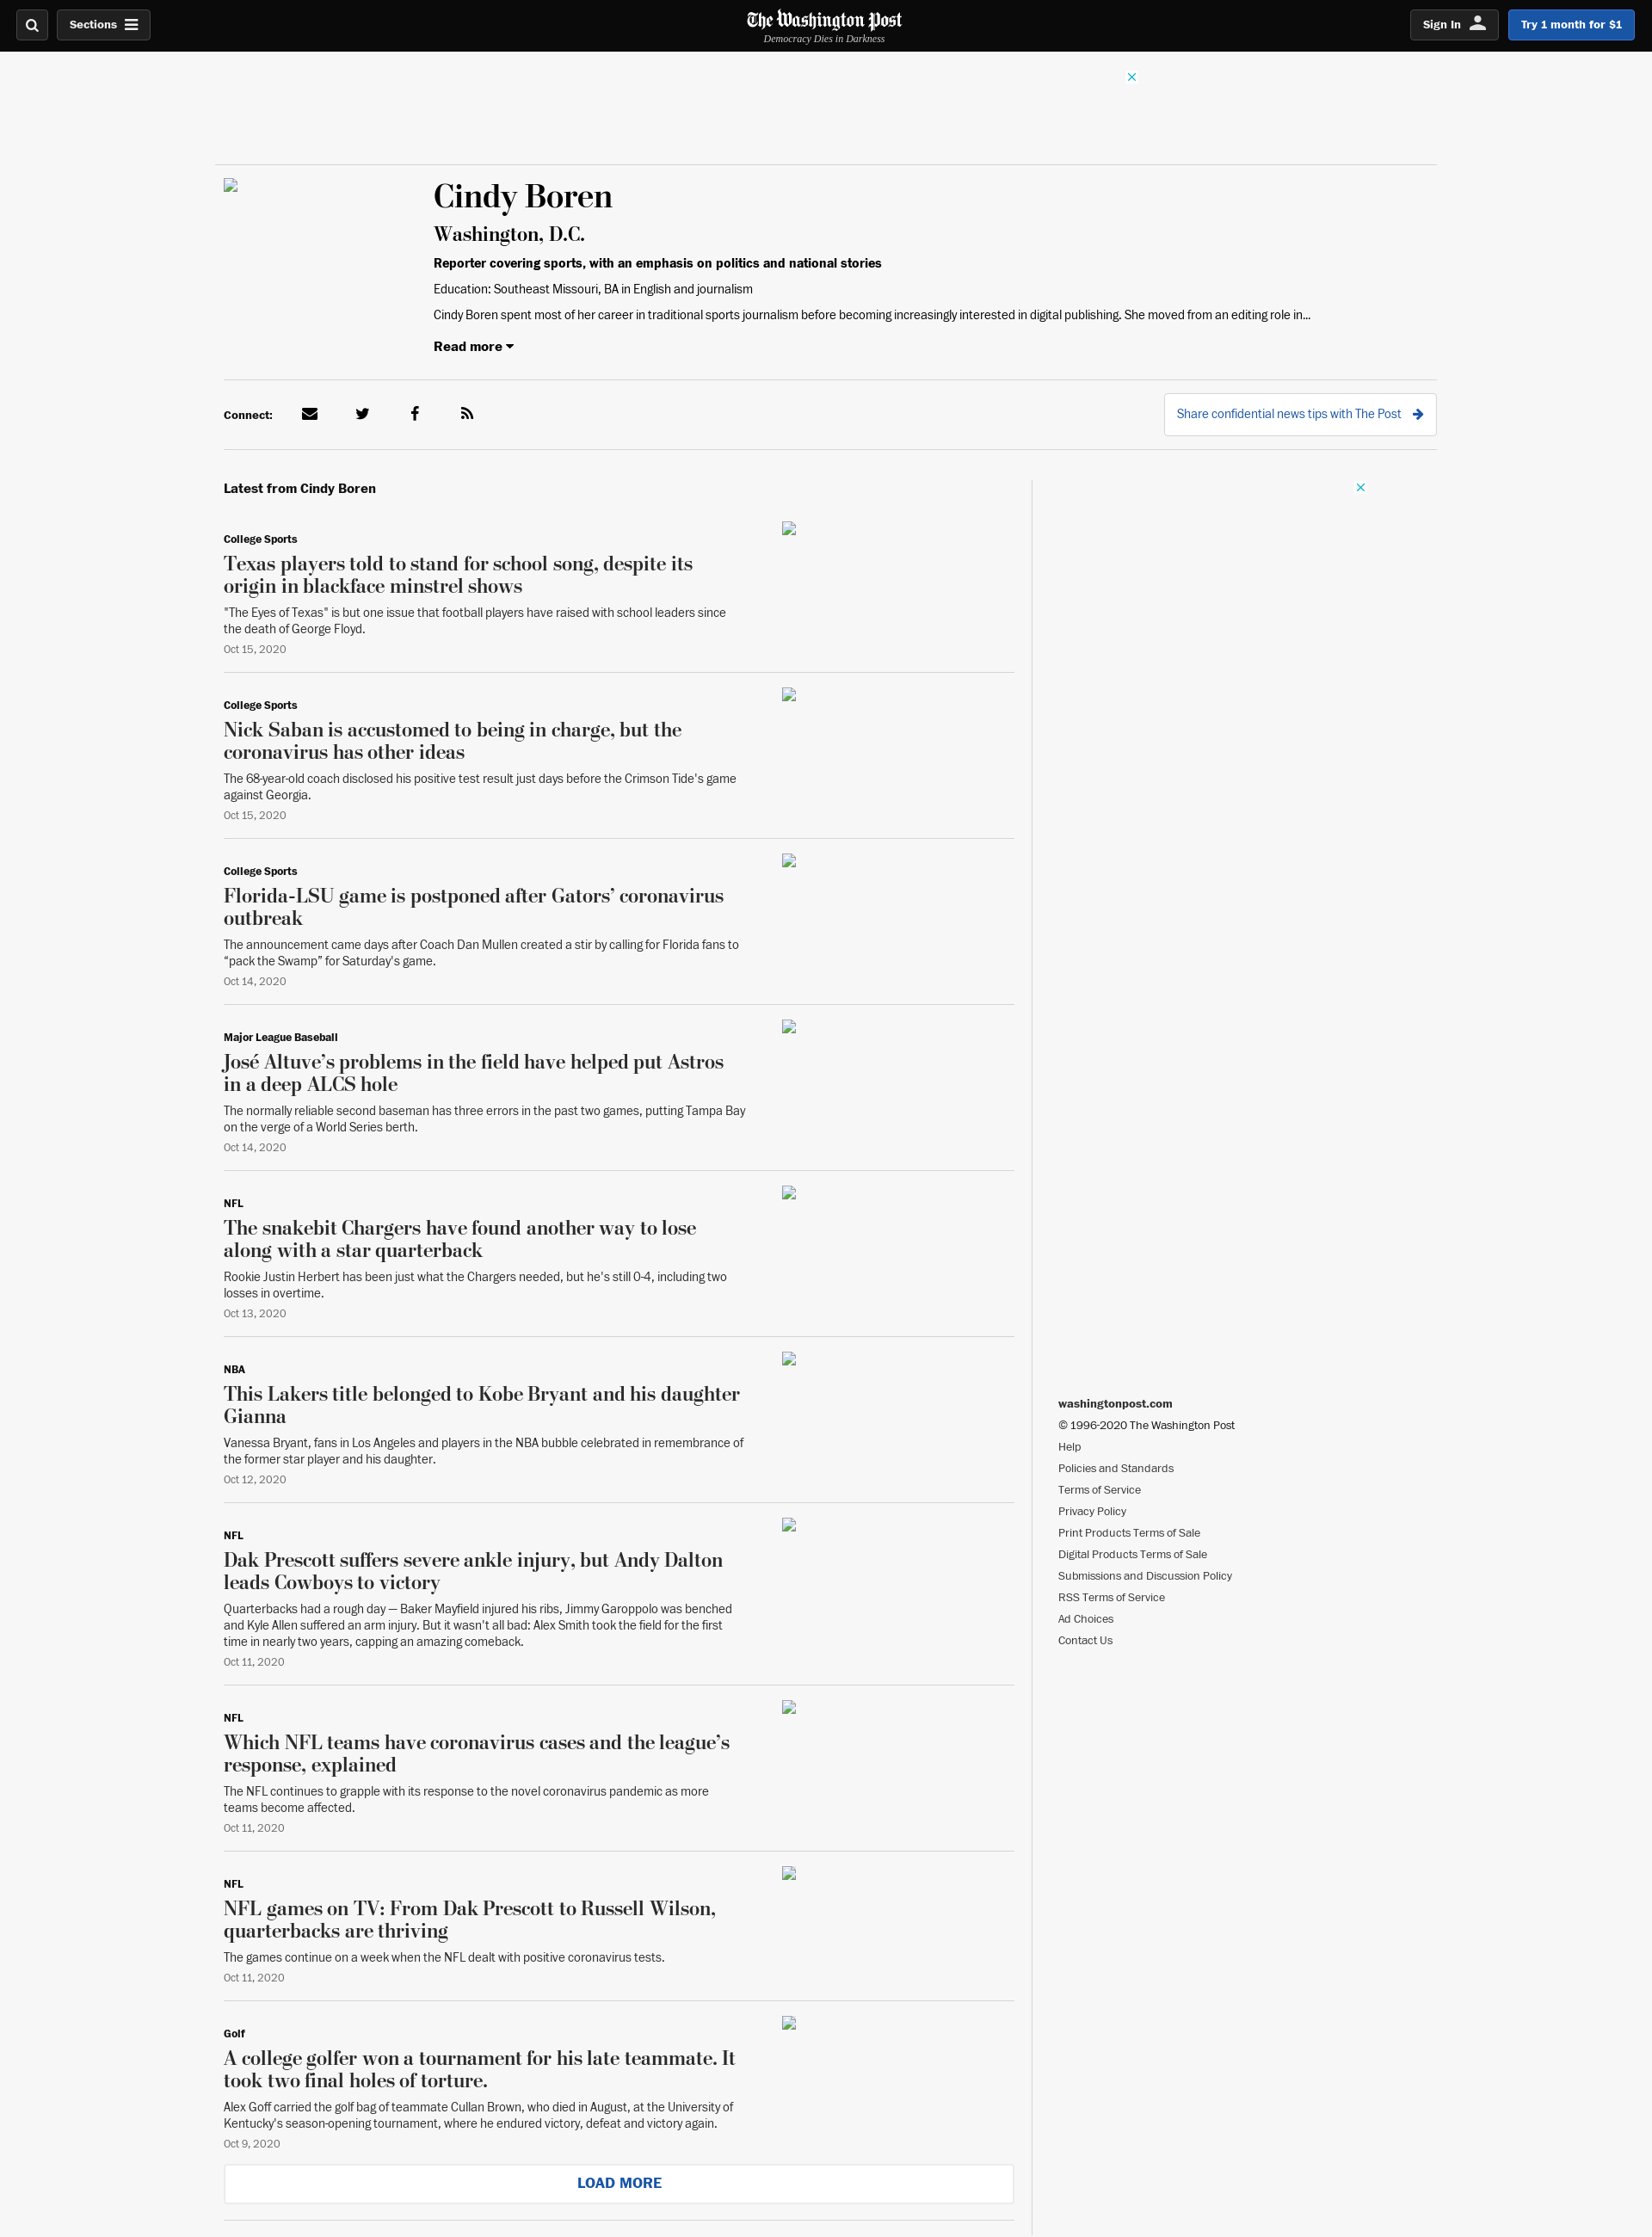 Sections
The Washington Post
Democracy Dies in Darkness
Sign In
Try 1 month for $1
Cindy Boren
Washington, D.C.
Reporter covering sports, with an emphasis on politics and national stories
Education: Southeast Missouri, BA in English and journalism
Cindy Boren spent most of her career in traditional sports journalism before becoming increasingly interested in digital publishing. She moved from an editing role in...
Read more
Connect:
Share confidential news tips with The Post
Latest from Cindy Boren
College Sports
Texas players told to stand for school song, despite its
origin in blackface minstrel shows
"The Eyes of Texas" is but one issue that football players have raised with school leaders since
the death of George Floyd.
Oct 15, 2020
College Sports
Nick Saban is accustomed to being in charge, but the
coronavirus has other ideas
The 68-year-old coach disclosed his positive test result just days before the Crimson Tide's game
against Georgia.
Oct 15, 2020
College Sports
Florida-LSU game is postponed after Gators’ coronavirus
outbreak
The announcement came days after Coach Dan Mullen created a stir by calling for Florida fans to
“pack the Swamp” for Saturday's game.
Oct 14, 2020
Major League Baseball
José Altuve’s problems in the field have helped put Astros
in a deep ALCS hole
The normally reliable second baseman has three errors in the past two games, putting Tampa Bay
on the verge of a World Series berth.
Oct 14, 2020
NFL
The snakebit Chargers have found another way to lose
along with a star quarterback
Rookie Justin Herbert has been just what the Chargers needed, but he's still 0-4, including two
losses in overtime.
Oct 13, 2020
NBA
This Lakers title belonged to Kobe Bryant and his daughter
Gianna
Vanessa Bryant, fans in Los Angeles and players in the NBA bubble celebrated in remembrance of
the former star player and his daughter.
Oct 12, 2020
NFL
Dak Prescott suffers severe ankle injury, but Andy Dalton
leads Cowboys to victory
Quarterbacks had a rough day — Baker Mayfield injured his ribs, Jimmy Garoppolo was benched
and Kyle Allen suffered an arm injury. But it wasn't all bad: Alex Smith took the field for the first
time in nearly two years, capping an amazing comeback.
Oct 11, 2020
NFL
Which NFL teams have coronavirus cases and the league’s
response, explained
The NFL continues to grapple with its response to the novel coronavirus pandemic as more
teams become affected.
Oct 11, 2020
NFL
NFL games on TV: From Dak Prescott to Russell Wilson,
quarterbacks are thriving
The games continue on a week when the NFL dealt with positive coronavirus tests.
Oct 11, 2020
Golf
A college golfer won a tournament for his late teammate. It
took two final holes of torture.
Alex Goff carried the golf bag of teammate Cullan Brown, who died in August, at the University of
Kentucky's season-opening tournament, where he endured victory, defeat and victory again.
Oct 9, 2020
LOAD MORE
washingtonpost.com
© 1996-2020 The Washington Post
Help
Policies and Standards
Terms of Service
Privacy Policy
Print Products Terms of Sale
Digital Products Terms of Sale
Submissions and Discussion Policy
RSS Terms of Service
Ad Choices
Contact Us